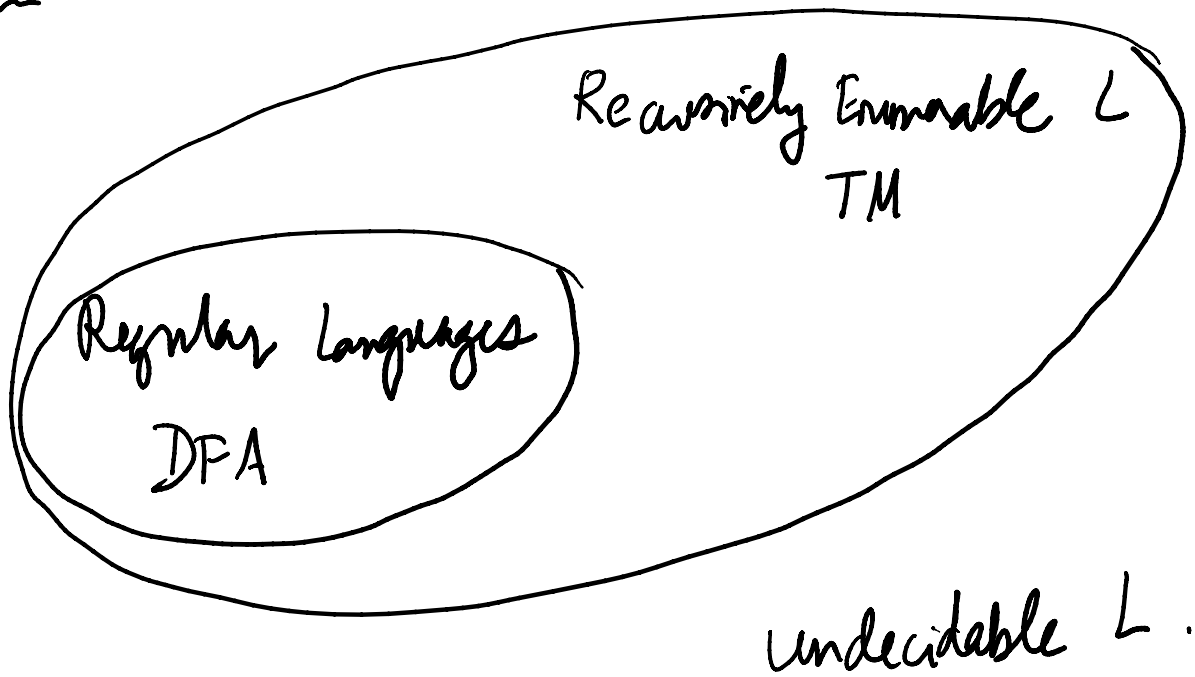 Recursively Enumerable L
TM
Regular Languages
DFA
undecidable L.